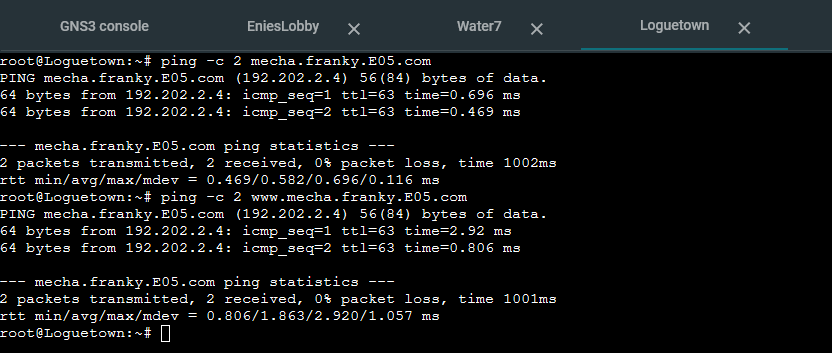 GNS3 console EniesLobby Water7 Loguetown
root@Loguetown:~# ping -c 2 mecha.franky.E05.com
PING mecha.franky.E05.com (192.202.2.4) 56(84) bytes of data.
64 bytes from 192.202.2.4: icmp_seq=1 ttl=63 time=0.696 ms
64 bytes from 192.202.2.4: icmp_seq=2 ttl=63 time=0.469 ms
--- mecha.franky.E05.com ping statistics ---
2 packets transmitted, 2 received, 0% packet loss, time 1002ms
rtt min/avg/max/mdev = 0.469/0.582/0.696/0.116 ms
root@Loguetown:~# ping -c 2 www.mecha.franky.E05.com
PING mecha.franky.E05.com (192.202.2.4) 56(84) bytes of data.
64 bytes from 192.202.2.4: icmp_seq=1 ttl=63 time=2.92 ms
64 bytes from 192.202.2.4: icmp_seq=2 ttl=63 time=0.806 ms
--- mecha.franky.E05.com ping statistics ---
2 packets transmitted, 2 received, 0% packet loss, time 1001ms
rtt min/avg/max/mdev = 0.806/1.863/2.920/1.057 ms
root@Loguetown:~#